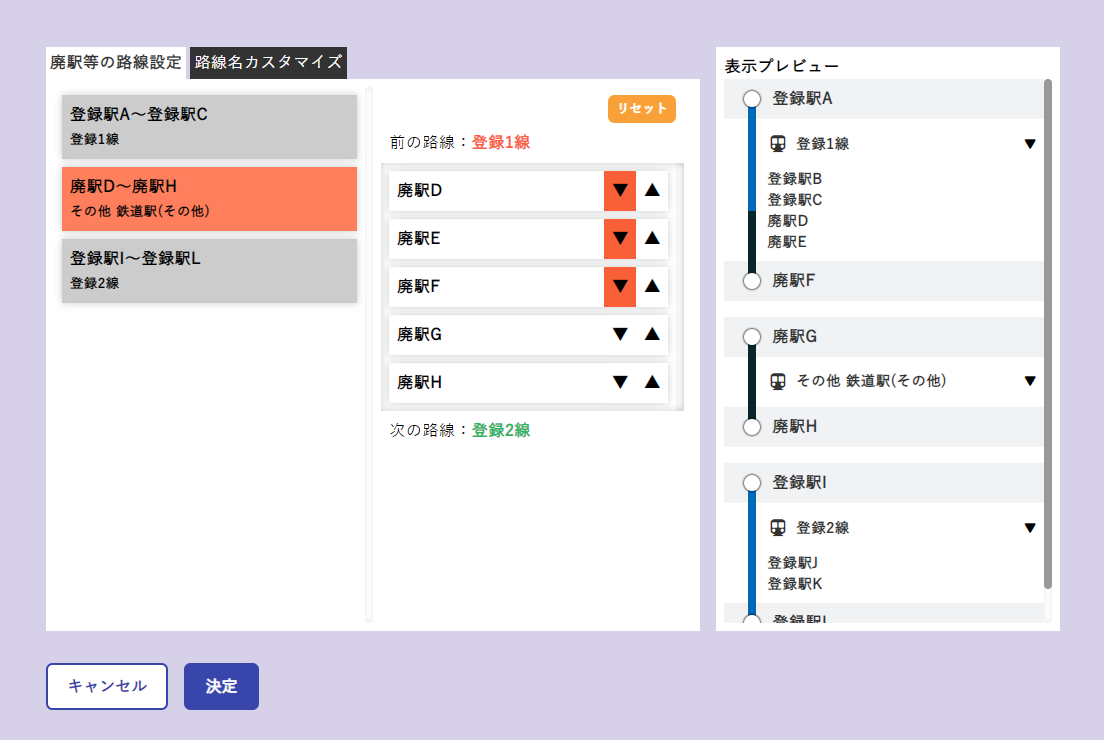 廃駅等の路線設定
路線名カスタマイズ
登録駅A～登録駅C
登録1線
廃駅D～廃駅H
その他 鉄道駅(その他)
登録駅I～登録駅L
登録2線
リセット
前の路線：登録1線
廃駅D ▼ ▲
廃駅E ▼ ▲
廃駅F ▼ ▲
廃駅G ▼ ▲
廃駅H ▼ ▲
次の路線：登録2線
表示プレビュー
登録駅A
登録1線 ▼
登録駅B
登録駅C
廃駅D
廃駅E
廃駅F
廃駅G
その他 鉄道駅(その他) ▼
廃駅H
登録駅I
登録2線 ▼
登録駅J
登録駅K
登録駅L
キャンセル
決定